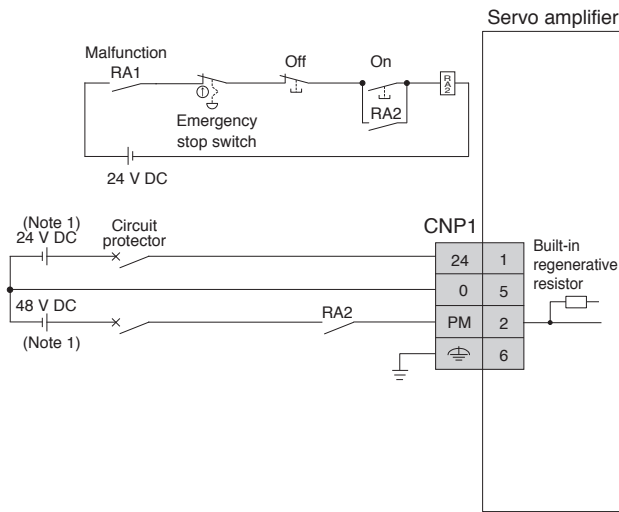 Servo amplifier
Malfunction
RA1
Off
On
RA2
RA2
Emergency
stop switch
24 V DC
(Note 1)
24 V DC
Circuit
protector
CNP1
24 1
0 5
PM 2
6
Built-in
regenerative
resistor
48 V DC
(Note 1)
RA2